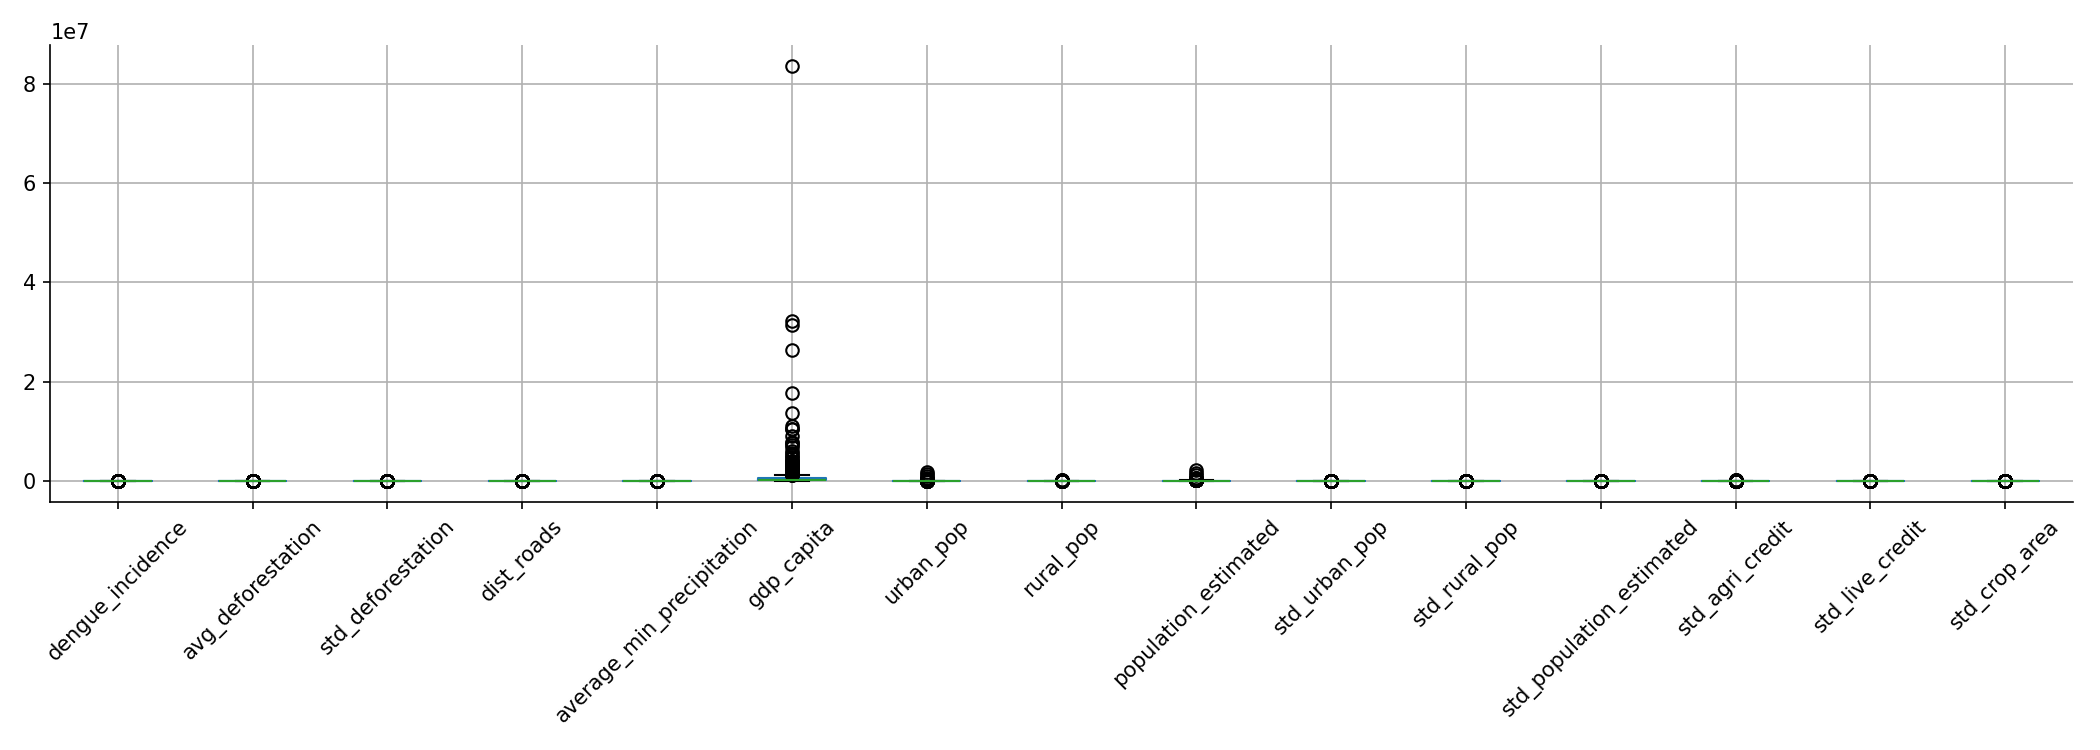 1e7
8
6
4
2
0
dengue_incidence
avg_deforestation
std_deforestation
dist_roads
average_min_precipitation
gdp_capita
urban_pop
rural_pop
population_estimated
std_urban_pop
std_rural_pop
std_population_estimated
std_agri_credit
std_live_credit
std_crop_area